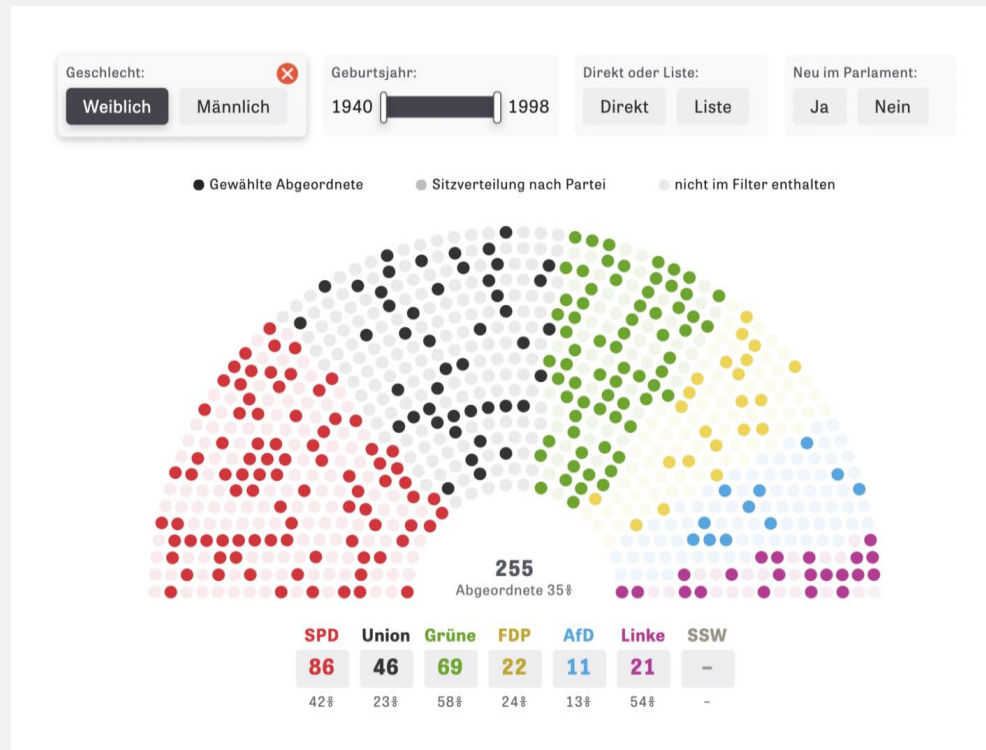 Geschlecht: Geburtsjahr: Direkt oder Liste: Neu im Parlament:
Weiblich Männlich 1940 1998 Direkt Liste Ja Nein
Gewählte Abgeordnete Sitzverteilung nach Partei nicht im Filter enthalten
255
Abgeordnete 35%
SPD Union Grüne FDP AfD Linke SSW
86 46 69 22 11 21 –
42% 23% 58% 24% 13% 54% –